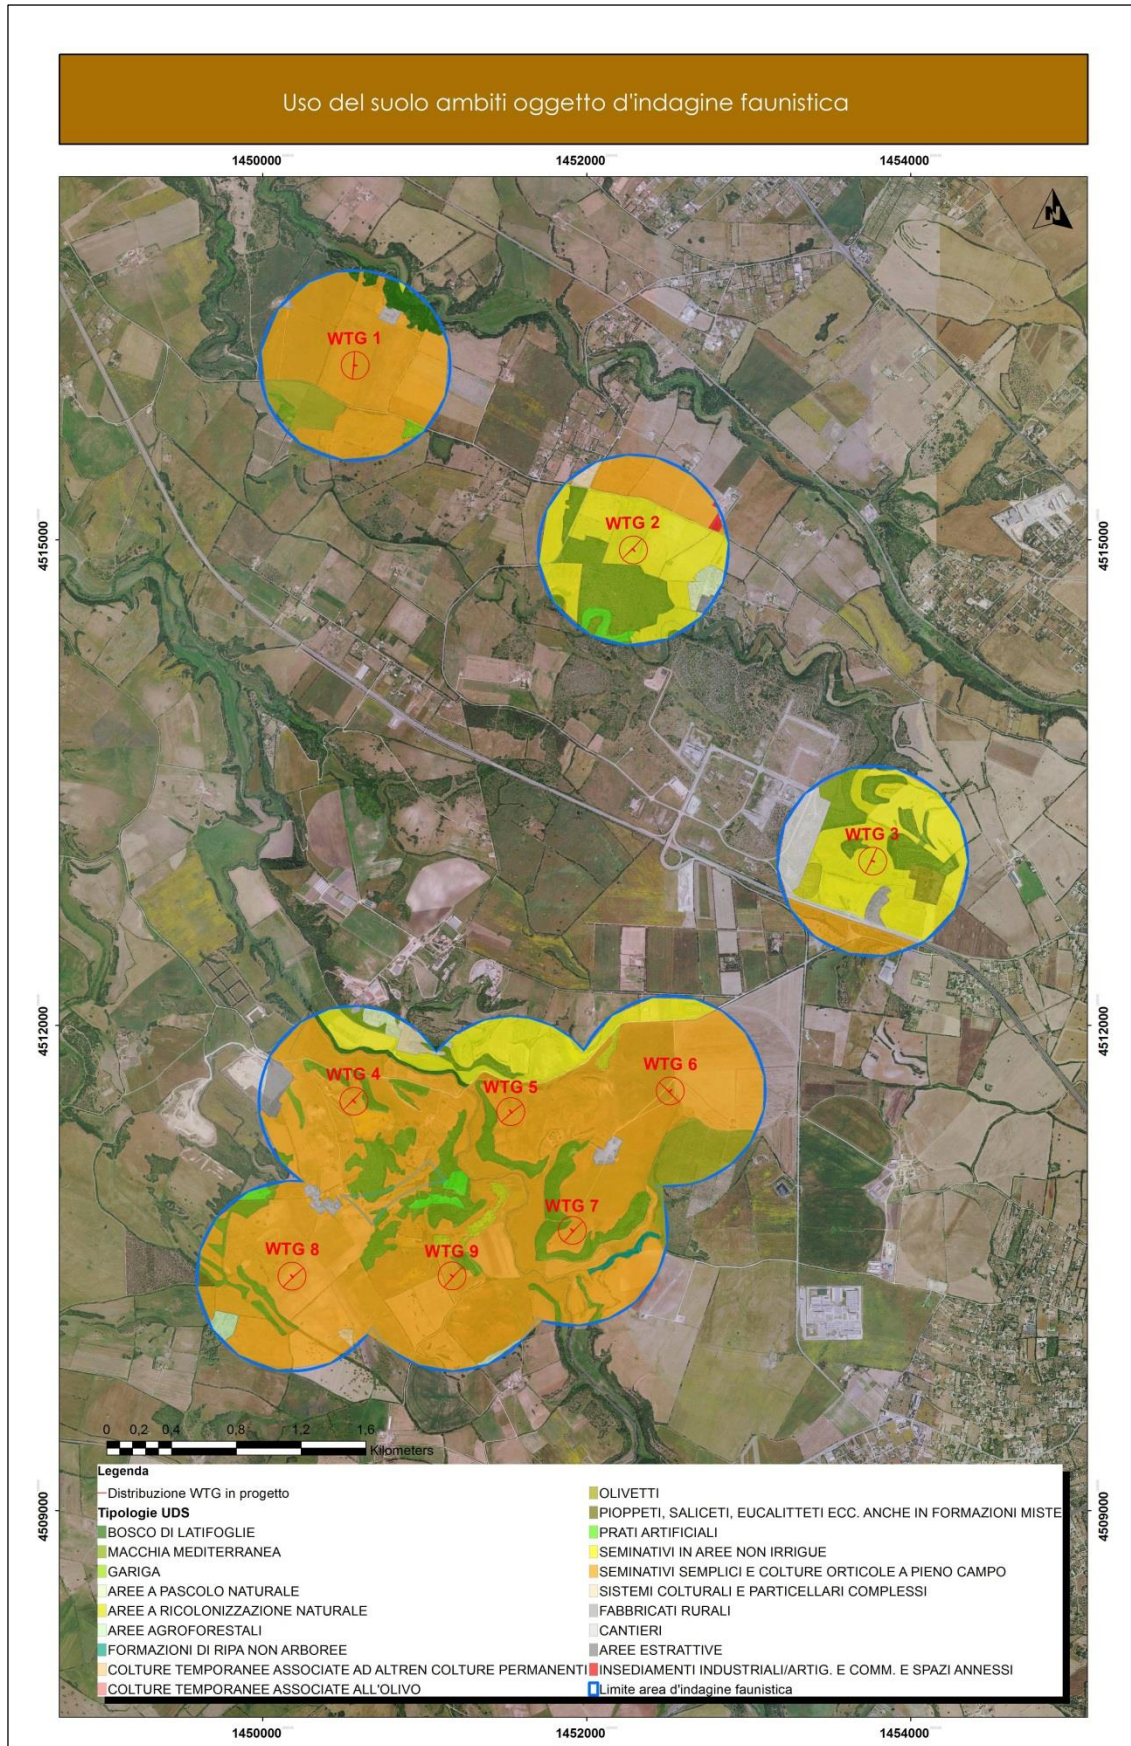 Uso del suolo ambiti oggetto d'indagine faunistica
1450000 1452000 1454000
N
WTG 1
WTG 2
4515000 4515000
WTG 3
4512000 4512000
WTG 4
WTG 5
WTG 6
WTG 7
WTG 8
WTG 9
0 0,2 0,4 0,8 1,2 1,6
Kilometers
4509000 4509000
Legenda
Distribuzione WTG in progetto
Tipologie UDS
BOSCO DI LATIFOGLIE
MACCHIA MEDITERRANEA
GARIGA
AREE A PASCOLO NATURALE
AREE A RICOLONIZZAZIONE NATURALE
AREE AGROFORESTALI
FORMAZIONI DI RIPA NON ARBOREE
COLTURE TEMPORANEE ASSOCIATE AD ALTREN COLTURE PERMANENTI
COLTURE TEMPORANEE ASSOCIATE ALL'OLIVO
OLIVETTI
PIOPPETI, SALICETI, EUCALITTETI ECC. ANCHE IN FORMAZIONI MISTE
PRATI ARTIFICIALI
SEMINATIVI IN AREE NON IRRIGUE
SEMINATIVI SEMPLICI E COLTURE ORTICOLE A PIENO CAMPO
SISTEMI COLTURALI E PARTICELLARI COMPLESSI
FABBRICATI RURALI
CANTIERI
AREE ESTRATTIVE
INSEDIAMENTI INDUSTRIALI/ARTIG. E COMM. E SPAZI ANNESSI
Limite area d'indagine faunistica
1450000 1452000 1454000